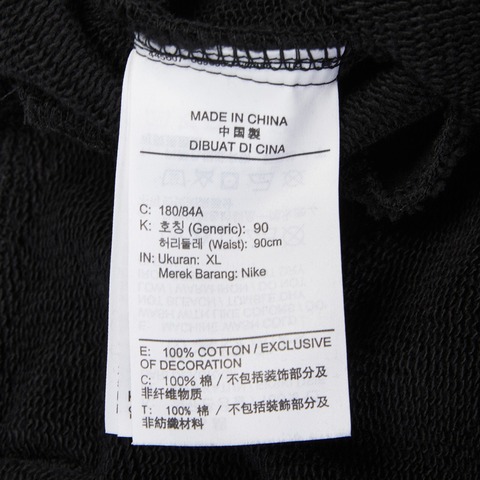 MADE IN CHINA
中国製
DIBUAT DI CINA
C: 180/84A
K: 호칭 (Generic): 90
허리둘레 (Waist): 90cm
IN: Ukuran: XL
Merek Barang: Nike
E: 100% COTTON / EXCLUSIVE
OF DECORATION
C: 100% 棉 / 不包括装饰部分及
非纤维物质
T: 100% 棉 / 不包括裝飾部分及
非紡織材料